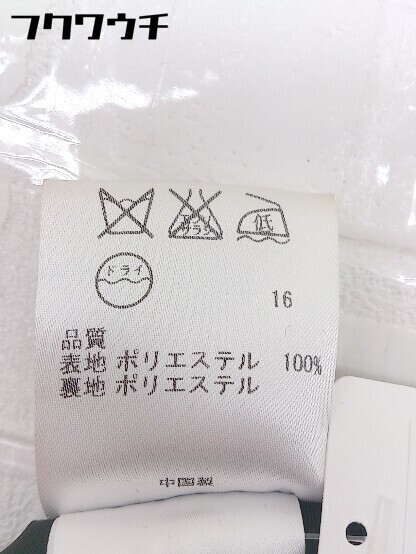 フクワウチ
エンソ
サラシ
低
ドライ
16
品質
表地 ポリエステル 100%
裏地 ポリエステル
中国製